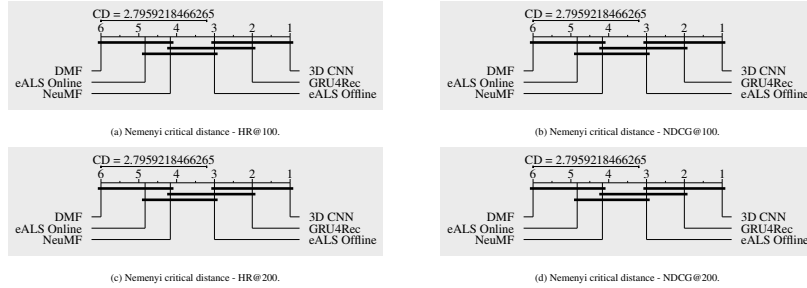 CD = 2.7959218466265
6 5 4 3 2 1
DMF 3D CNN
eALS Online GRU4Rec
NeuMF eALS Offline
(a) Nemenyi critical distance - HR@100.
CD = 2.7959218466265
6 5 4 3 2 1
DMF 3D CNN
eALS Online GRU4Rec
NeuMF eALS Offline
(b) Nemenyi critical distance - NDCG@100.
CD = 2.7959218466265
6 5 4 3 2 1
DMF 3D CNN
eALS Online GRU4Rec
NeuMF eALS Offline
(c) Nemenyi critical distance - HR@200.
CD = 2.7959218466265
6 5 4 3 2 1
DMF 3D CNN
eALS Online GRU4Rec
NeuMF eALS Offline
(d) Nemenyi critical distance - NDCG@200.